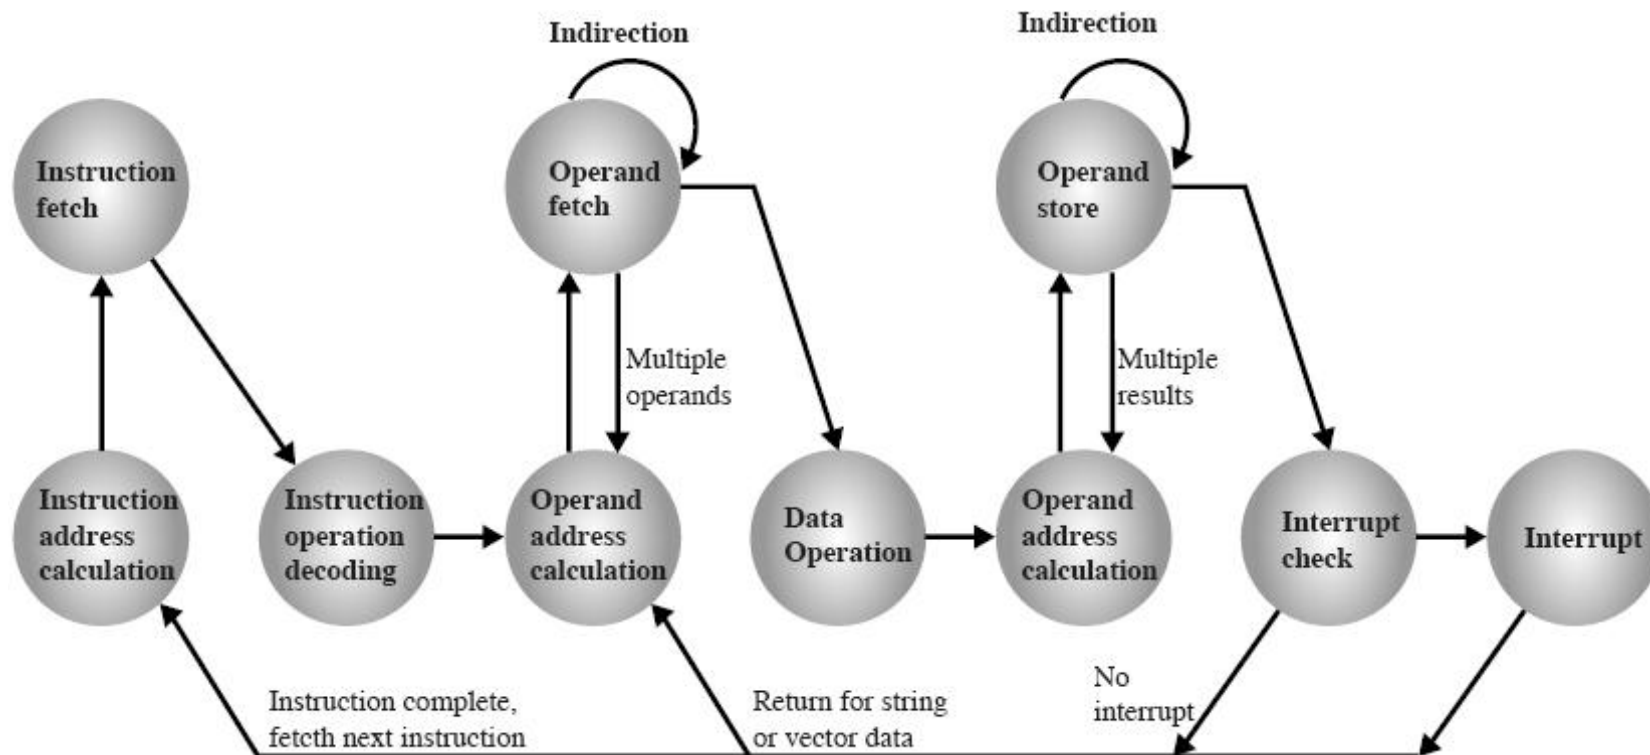 Indirection
Indirection
Instruction
fetch
Operand
fetch
Operand
store
Multiple
operands
Multiple
results
Instruction
address
calculation
Instruction
operation
decoding
Operand
address
calculation
Data
Operation
Operand
address
calculation
Interrupt
check
Interrupt
Instruction complete,
fetcth next instruction
Return for string
or vector data
No
interrupt